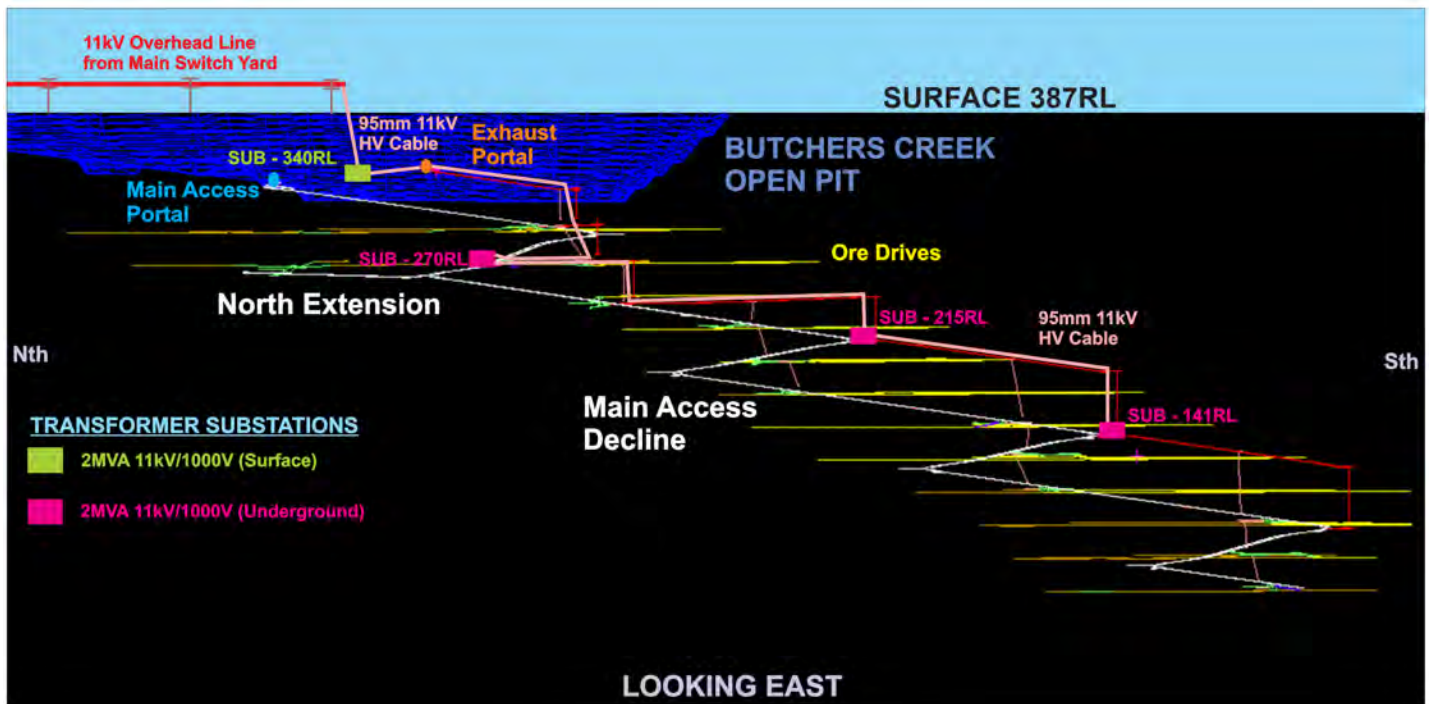 11kV Overhead Line
from Main Switch Yard
SURFACE 387RL
95mm 11kV
HV Cable
Exhaust
Portal
SUB - 340RL
BUTCHERS CREEK
OPEN PIT
Main Access
Portal
SUB - 270RL
Ore Drives
North Extension
SUB - 215RL
95mm 11kV
HV Cable
Nth
Sth
Main Access
Decline
SUB - 141RL
TRANSFORMER SUBSTATIONS
2MVA 11kV/1000V (Surface)
2MVA 11kV/1000V (Underground)
LOOKING EAST